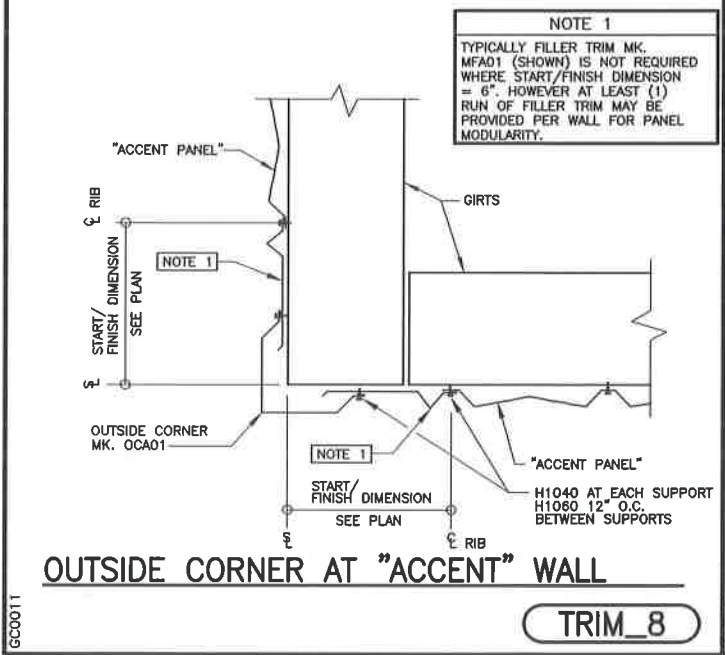 NOTE 1
TYPICALLY FILLER TRIM MK.
MFA01 (SHOWN) IS NOT REQUIRED
WHERE START/FINISH DIMENSION
= 6". HOWEVER AT LEAST (1)
RUN OF FILLER TRIM MAY BE
PROVIDED PER WALL FOR PANEL
MODULARITY.
"ACCENT PANEL"
GIRTS
℄ RIB
NOTE 1
START/
FINISH DIMENSION
SEE PLAN
OUTSIDE CORNER
MK. OCA01
NOTE 1
"ACCENT PANEL"
START/
FINISH DIMENSION
SEE PLAN
H1040 AT EACH SUPPORT
H1060 12" O.C.
BETWEEN SUPPORTS
℄ RIB
OUTSIDE CORNER AT "ACCENT" WALL
GC0011
TRIM_8